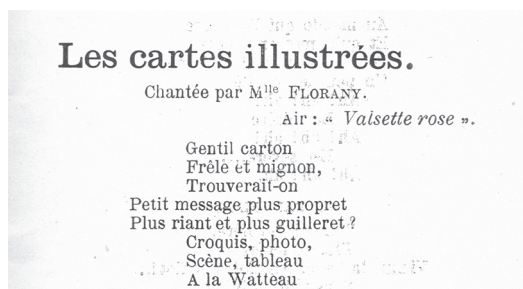 Les cartes illustrées.
Chantée par Mlle FLORANY.
Air : « Valsette rose ».
Gentil carton
Frêle et mignon,
Trouverait-on
Petit message plus propret
Plus riant et plus guilleret ?
Croquis, photo,
Scène, tableau
A la Watteau